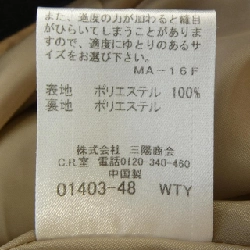 また、過度の力が加わると縫目
がひらいてしまうことがありま
すので、適度にゆとりのあるサ
イズをお選び下さい。
MA-16F
表地 ポリエステル 100%
裏地 ポリエステル
株式会社 三陽商会
C.R.室 電話0120 340-460
中国製
01403-48 WTY